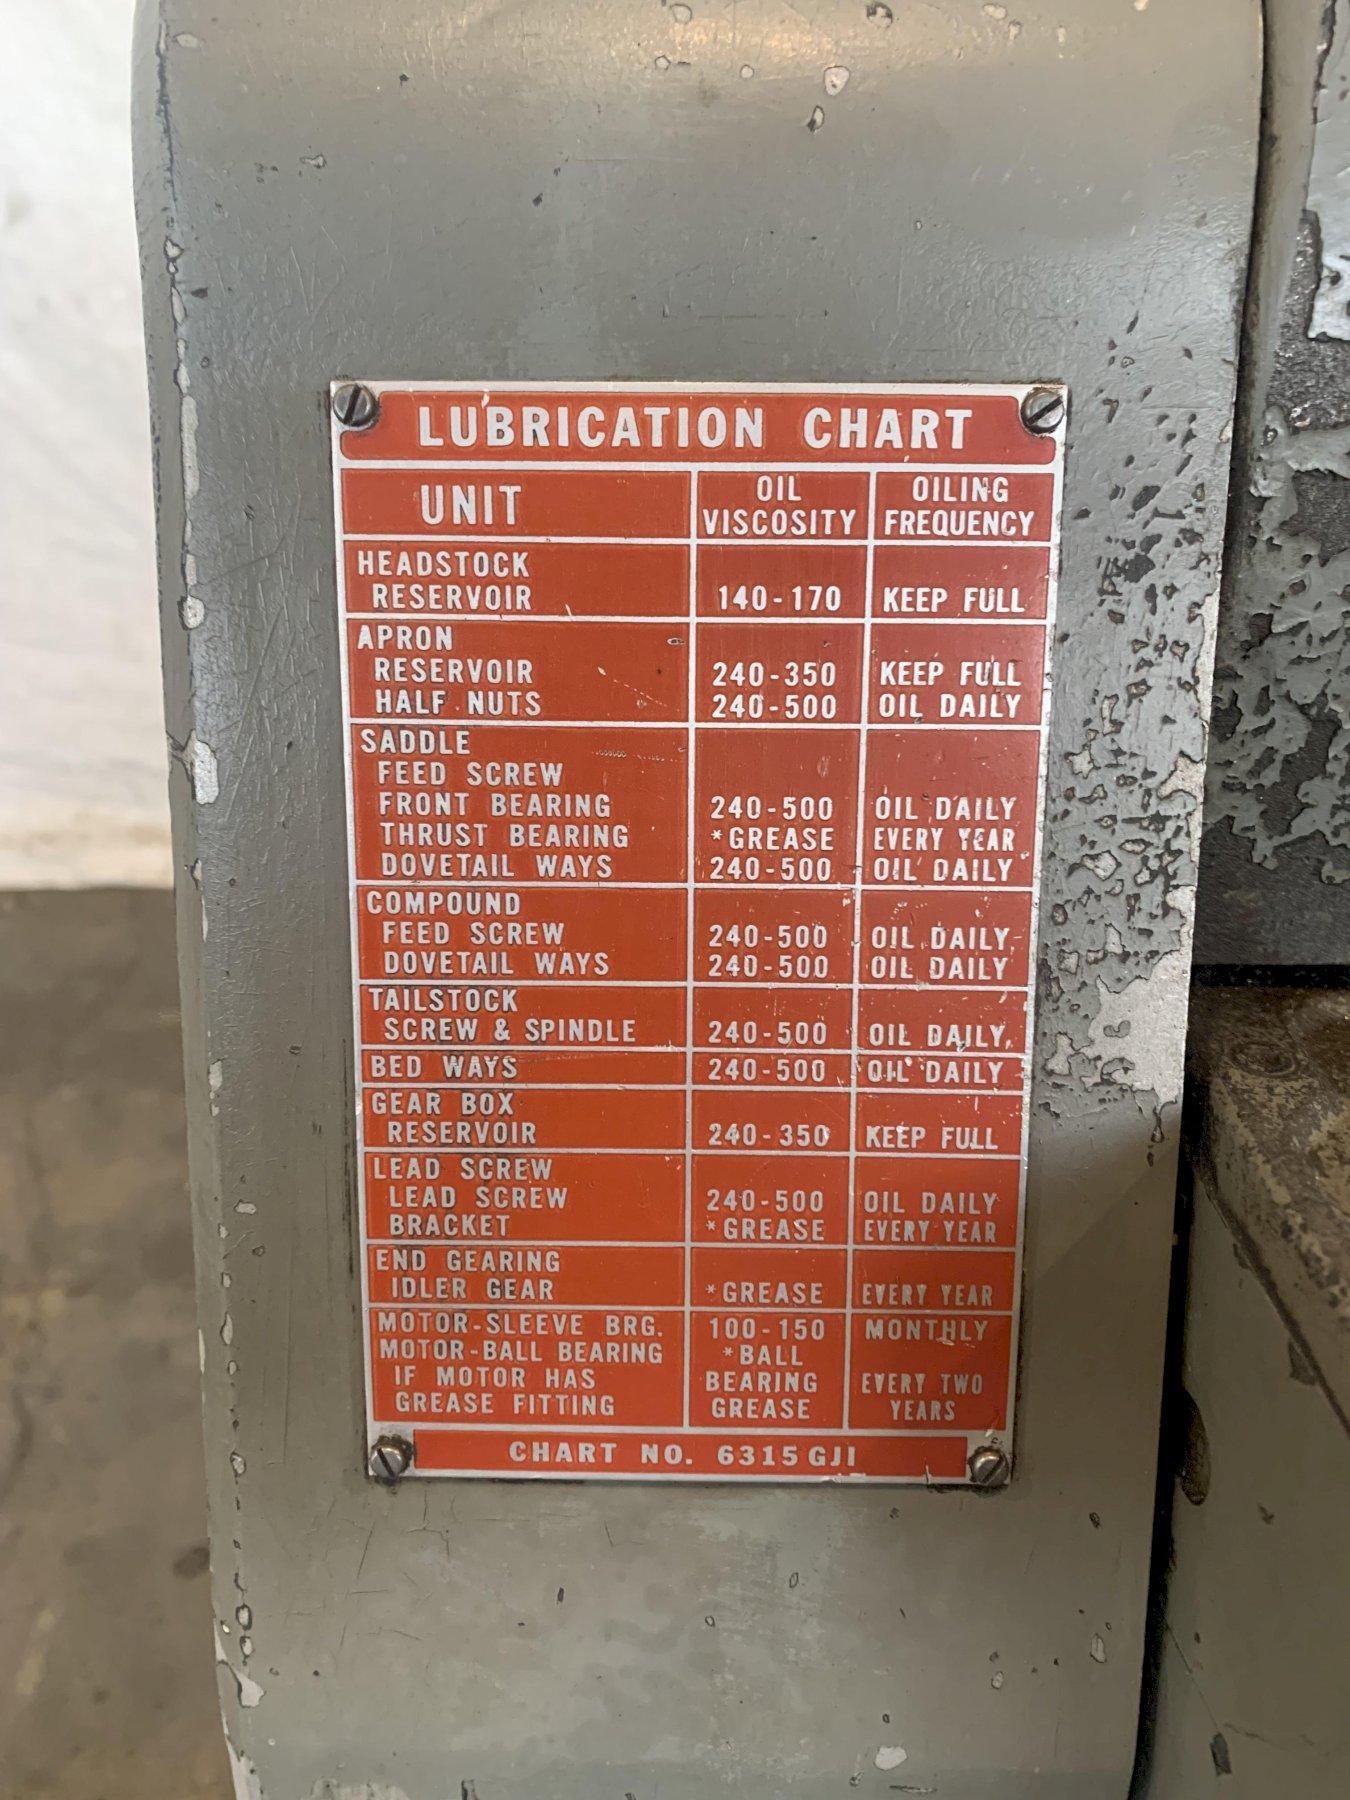 LUBRICATION CHART
UNIT OIL VISCOSITY OILING FREQUENCY
HEADSTOCK
RESERVOIR 140-170 KEEP FULL
APRON
RESERVOIR 240-350 KEEP FULL
HALF NUTS 240-500 OIL DAILY
SADDLE
FEED SCREW
FRONT BEARING 240-500 OIL DAILY
THRUST BEARING *GREASE EVERY YEAR
DOVETAIL WAYS 240-500 OIL DAILY
COMPOUND
FEED SCREW 240-500 OIL DAILY
DOVETAIL WAYS 240-500 OIL DAILY
TAILSTOCK
SCREW & SPINDLE 240-500 OIL DAILY
BED WAYS 240-500 OIL DAILY
GEAR BOX
RESERVOIR 240-350 KEEP FULL
LEAD SCREW
LEAD SCREW 240-500 OIL DAILY
BRACKET *GREASE EVERY YEAR
END GEARING
IDLER GEAR *GREASE EVERY YEAR
MOTOR-SLEEVE BRG. 100-150 MONTHLY
MOTOR-BALL BEARING *BALL
IF MOTOR HAS BEARING EVERY TWO
GREASE FITTING GREASE YEARS
CHART NO. 6315GJI